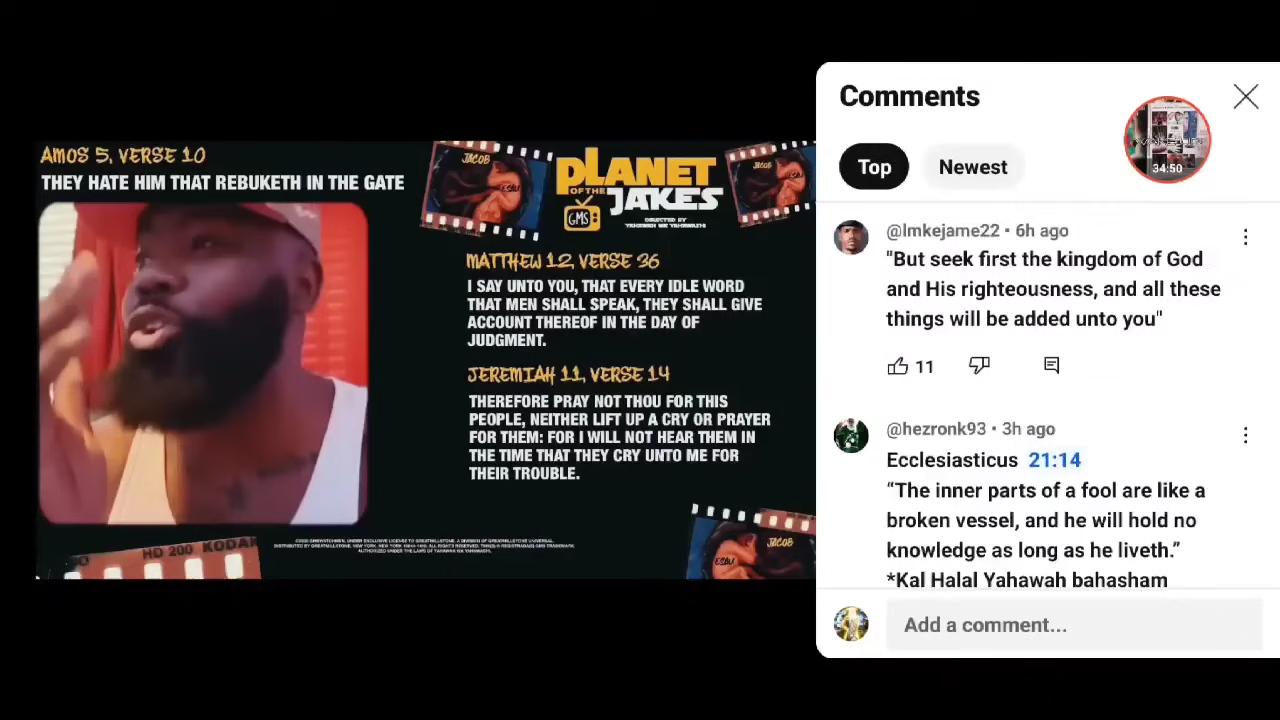 AMOS 5, VERSE 10
THEY HATE HIM THAT REBUKETH IN THE GATE
JACOB
ESAU
PLANET
OF THE
JAKES
GMS
DIRECTED BY
YAHAWAH WA YAHAWASHI
JACOB
MATTHEW 12, VERSE 36
I SAY UNTO YOU, THAT EVERY IDLE WORD
THAT MEN SHALL SPEAK, THEY SHALL GIVE
ACCOUNT THEREOF IN THE DAY OF
JUDGMENT.
JEREMIAH 11, VERSE 14
THEREFORE PRAY NOT THOU FOR THIS
PEOPLE, NEITHER LIFT UP A CRY OR PRAYER
FOR THEM: FOR I WILL NOT HEAR THEM IN
THE TIME THAT THEY CRY UNTO ME FOR
THEIR TROUBLE.
HD 200 KODAK
JACOB
ESAU
Comments
34:50
Top
Newest
@lmkejame22 • 6h ago
"But seek first the kingdom of God
and His righteousness, and all these
things will be added unto you"
11
@hezronk93 • 3h ago
Ecclesiasticus 21:14
“The inner parts of a fool are like a
broken vessel, and he will hold no
knowledge as long as he liveth.”
*Kal Halal Yahawah bahasham
Add a comment...